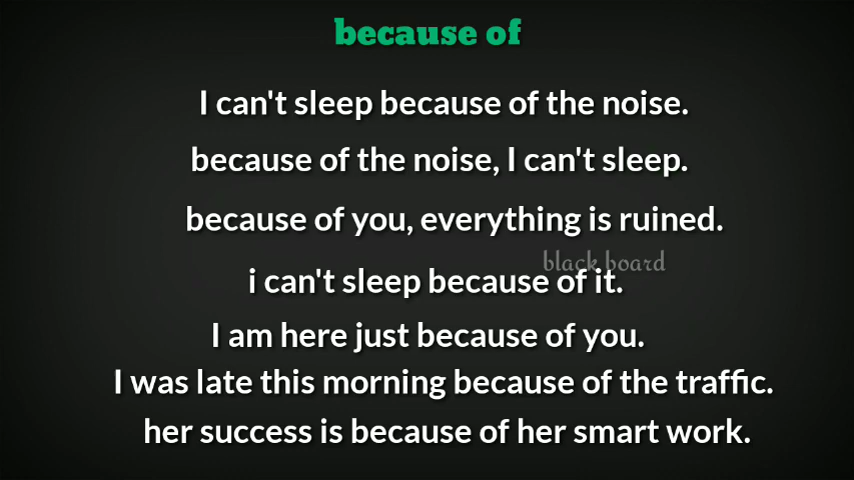 because of
I can't sleep because of the noise.
because of the noise, I can't sleep.
because of you, everything is ruined.
black board
i can't sleep because of it.
I am here just because of you.
I was late this morning because of the traffic.
her success is because of her smart work.